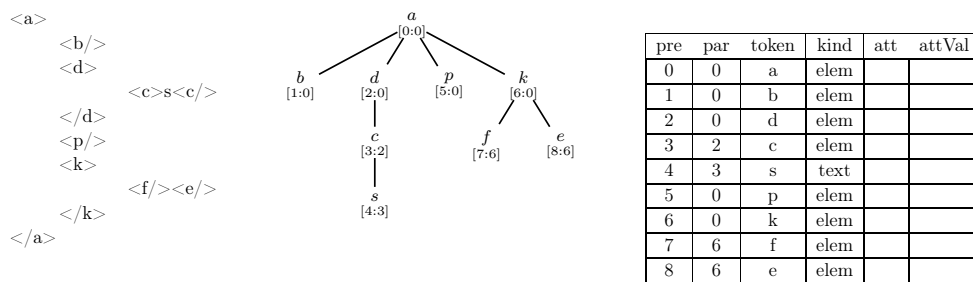 <a>
<b/>
<d>
<c>s<c/>
</d>
<p/>
<k>
<f/><e/>
</k>
</a>
a
[0:0]
b d p k
[1:0] [2:0] [5:0] [6:0]
c f e
[3:2] [7:6] [8:6]
s
[4:3]
pre par token kind att attVal
0 0 a elem
1 0 b elem
2 0 d elem
3 2 c elem
4 3 s text
5 0 p elem
6 0 k elem
7 6 f elem
8 6 e elem